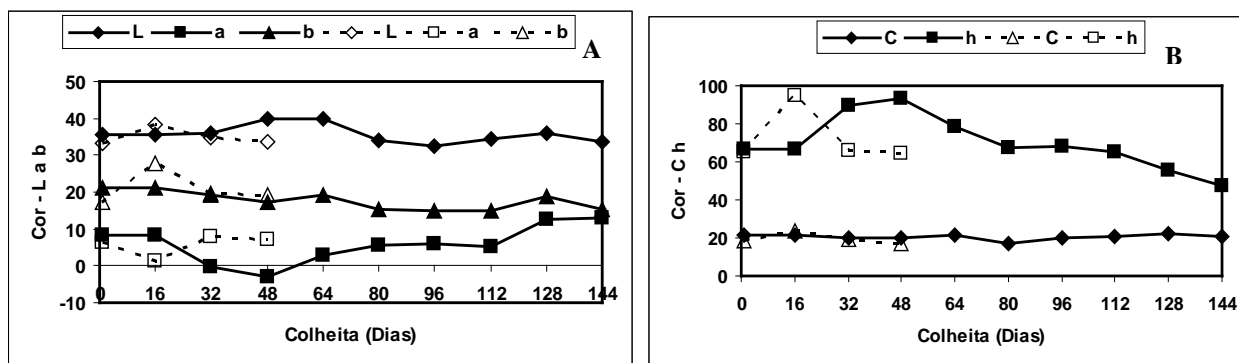 L a b L a b
A
50
40
30
20
10
0
-10
0 16 32 48 64 80 96 112 128 144
Cor - L a b
Colheita (Dias)
C h C h
B
100
80
60
40
20
0
0 16 32 48 64 80 96 112 128 144
Cor - C h
Colheita (Dias)